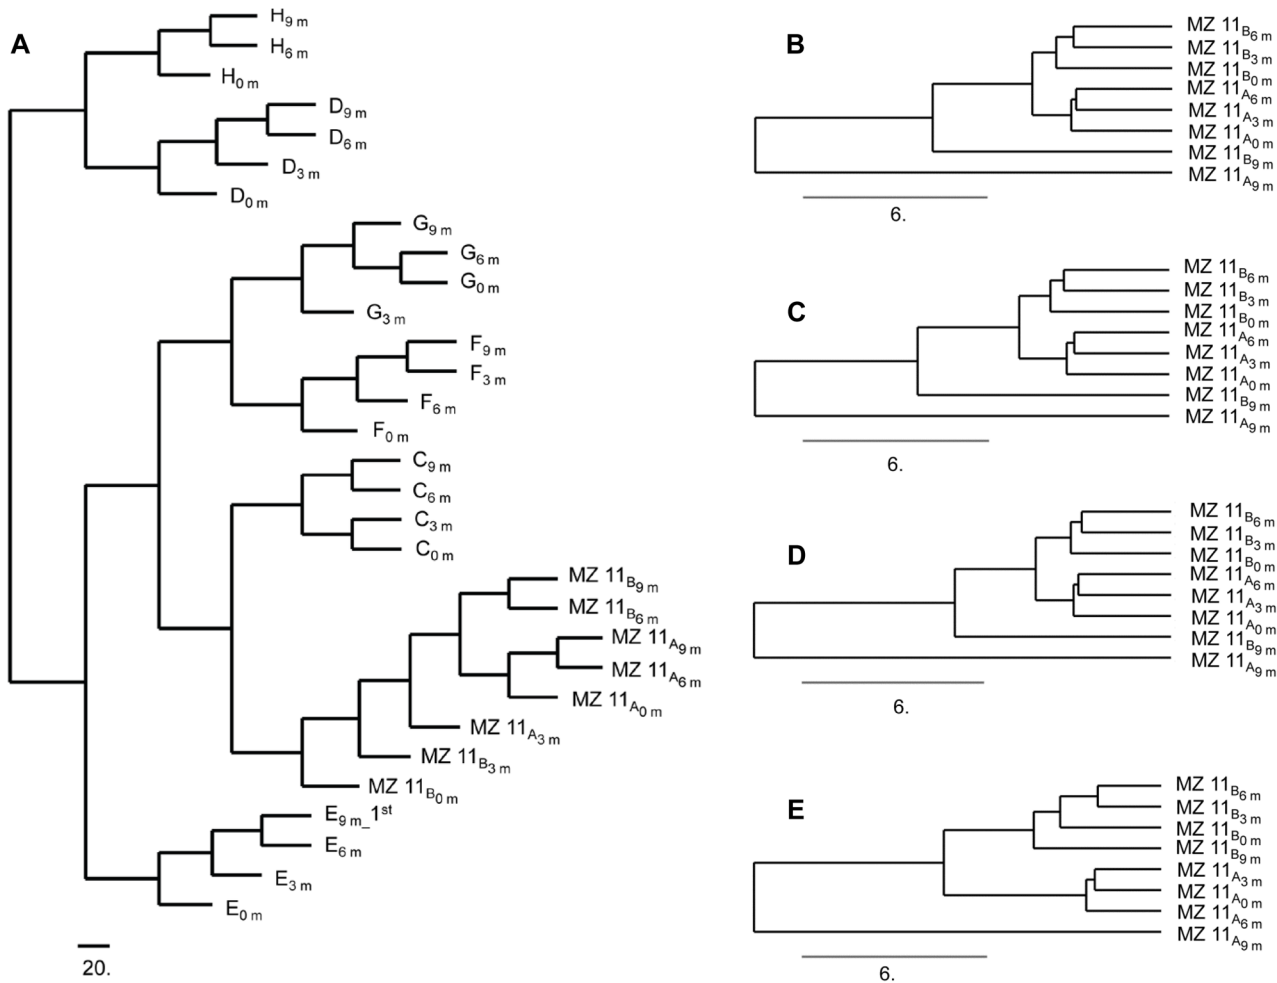 A
H9 m
H6 m
H0 m
D9 m
D6 m
D3 m
D0 m
G9 m
G6 m
G0 m
G3 m
F9 m
F3 m
F6 m
F0 m
C9 m
C6 m
C3 m
C0 m
MZ 11B9 m
MZ 11B6 m
MZ 11A9 m
MZ 11A6 m
MZ 11A0 m
MZ 11A3 m
MZ 11B3 m
MZ 11B0 m
E9 m_1st
E6 m
E3 m
E0 m
20.
B
MZ 11B6 m
MZ 11B3 m
MZ 11B0 m
MZ 11A6 m
MZ 11A3 m
MZ 11A0 m
MZ 11B9 m
MZ 11A9 m
6.
C
MZ 11B6 m
MZ 11B3 m
MZ 11B0 m
MZ 11A6 m
MZ 11A3 m
MZ 11A0 m
MZ 11B9 m
MZ 11A9 m
6.
D
MZ 11B6 m
MZ 11B3 m
MZ 11B0 m
MZ 11A6 m
MZ 11A3 m
MZ 11A0 m
MZ 11B9 m
MZ 11A9 m
6.
E
MZ 11B6 m
MZ 11B3 m
MZ 11B0 m
MZ 11B9 m
MZ 11A3 m
MZ 11A0 m
MZ 11A6 m
MZ 11A9 m
6.